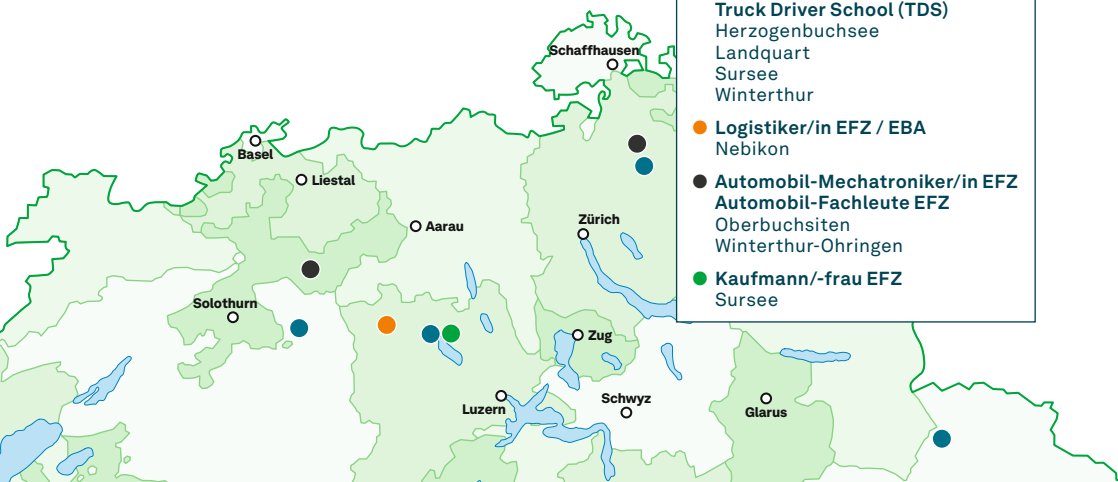 Truck Driver School (TDS)
Herzogenbuchsee
Landquart
Sursee
Winterthur
Logistiker/in EFZ / EBA
Nebikon
Automobil-Mechatroniker/in EFZ
Automobil-Fachleute EFZ
Oberbuchsiten
Winterthur-Ohringen
Kaufmann/-frau EFZ
Sursee
Schaffhausen
Basel
Liestal
Aarau
Zürich
Solothurn
Zug
Luzern
Schwyz
Glarus